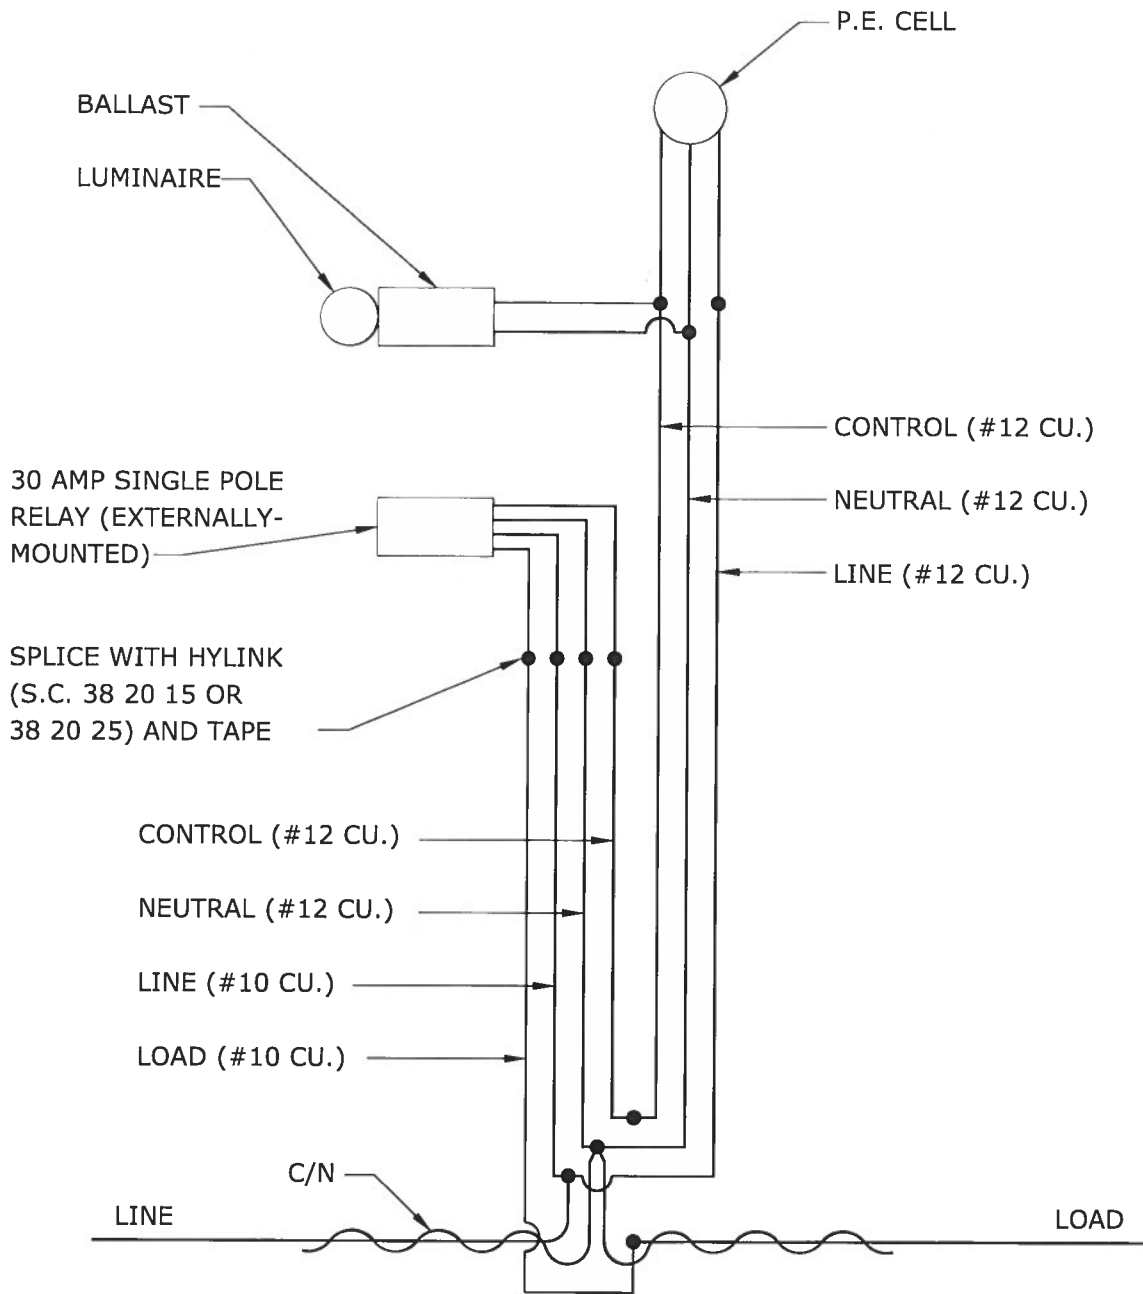 P.E. CELL
BALLAST
LUMINAIRE
CONTROL (#12 CU.)
30 AMP SINGLE POLE
RELAY (EXTERNALLY-
MOUNTED)
NEUTRAL (#12 CU.)
LINE (#12 CU.)
SPLICE WITH HYLINK
(S.C. 38 20 15 OR
38 20 25) AND TAPE
CONTROL (#12 CU.)
NEUTRAL (#12 CU.)
LINE (#10 CU.)
LOAD (#10 CU.)
C/N
LINE
LOAD